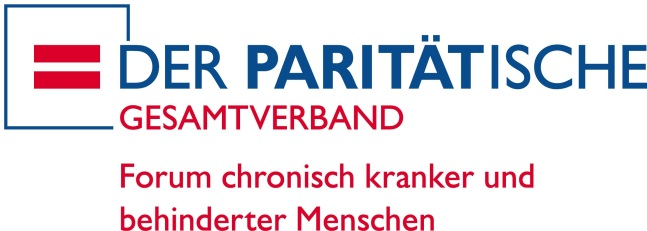 DER PARITÄTISCHE
GESAMTVERBAND
Forum chronisch kranker und
behinderter Menschen